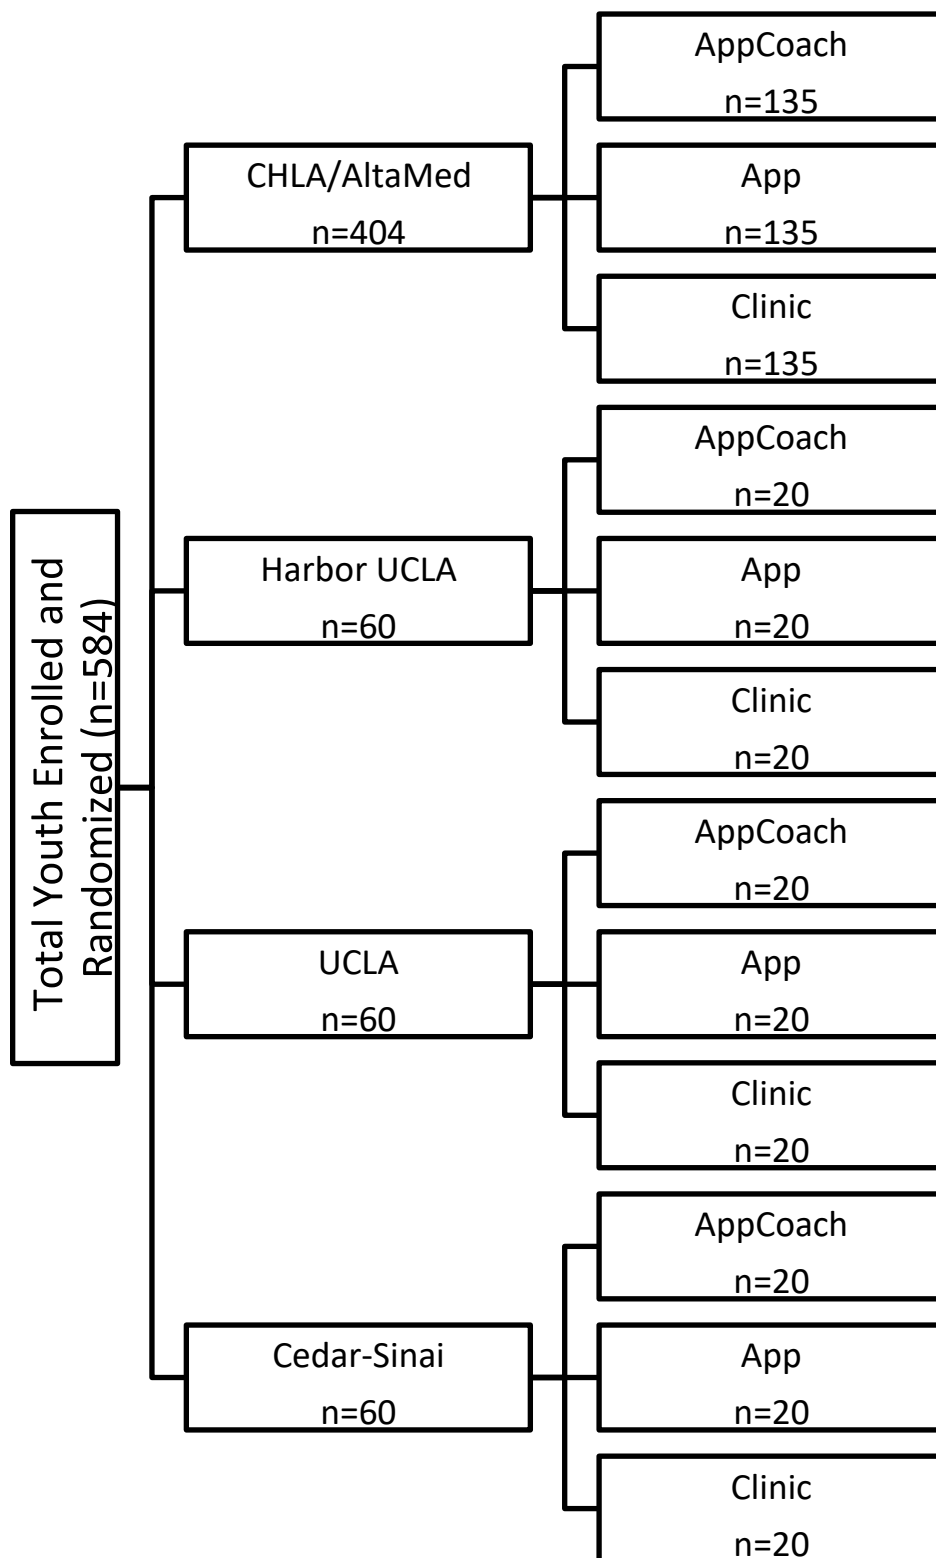 Total Youth Enrolled and
Randomized (n=584)
CHLA/AltaMed
n=404
AppCoach
n=135
App
n=135
Clinic
n=135
Harbor UCLA
n=60
AppCoach
n=20
App
n=20
Clinic
n=20
UCLA
n=60
AppCoach
n=20
App
n=20
Clinic
n=20
Cedar-Sinai
n=60
AppCoach
n=20
App
n=20
Clinic
n=20